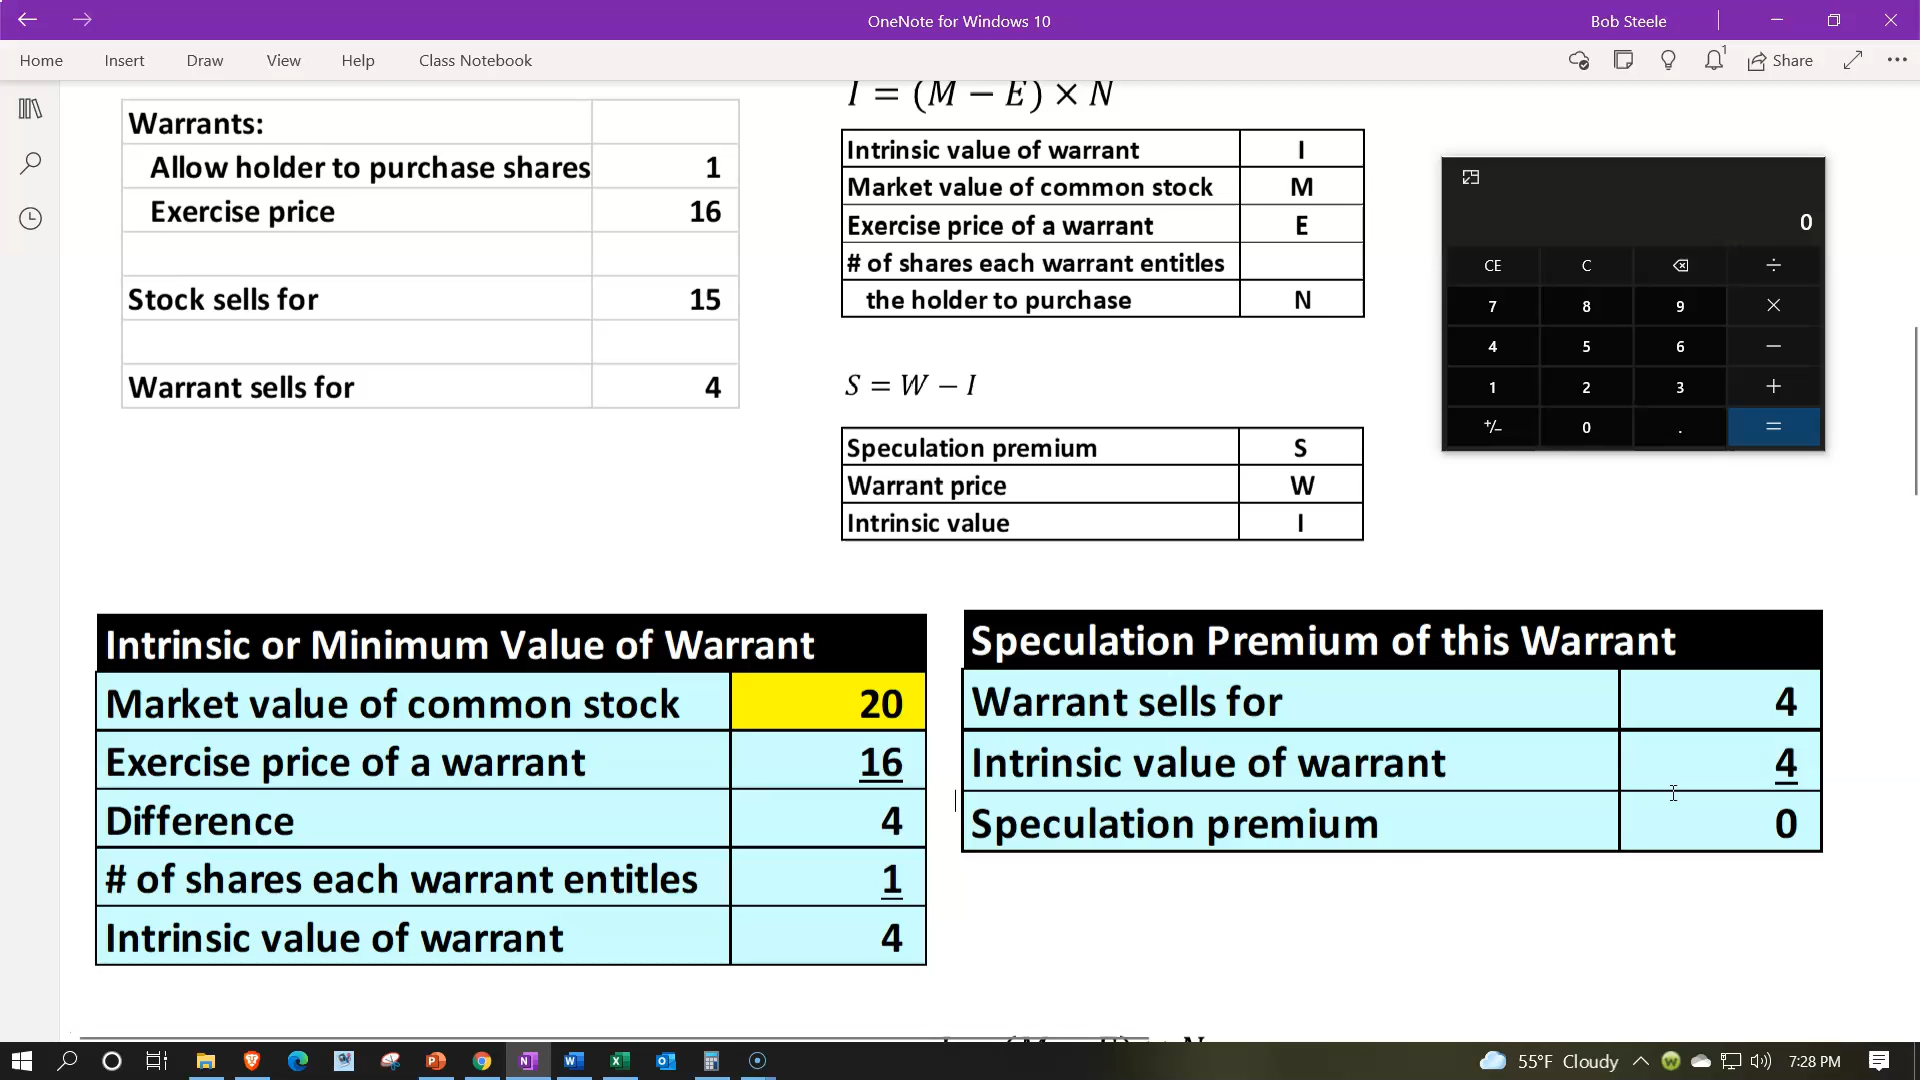 OneNote for Windows 10
Bob Steele
Home Insert Draw View Help Class Notebook
1
Share
I = (M − E) × N
Warrants:
Allow holder to purchase shares 1
Exercise price 16
Stock sells for 15
Warrant sells for 4
Intrinsic value of warrant I
Market value of common stock M
Exercise price of a warrant E
# of shares each warrant entitles
the holder to purchase N
S = W − I
Speculation premium S
Warrant price W
Intrinsic value I
0
CE C ⌫ ÷
7 8 9 ×
4 5 6 −
1 2 3 +
+/− 0 . =
Intrinsic or Minimum Value of Warrant
Market value of common stock 20
Exercise price of a warrant 16
Difference 4
# of shares each warrant entitles 1
Intrinsic value of warrant 4
Speculation Premium of this Warrant
Warrant sells for 4
Intrinsic value of warrant 4
Speculation premium 0
55°F Cloudy
7:28 PM